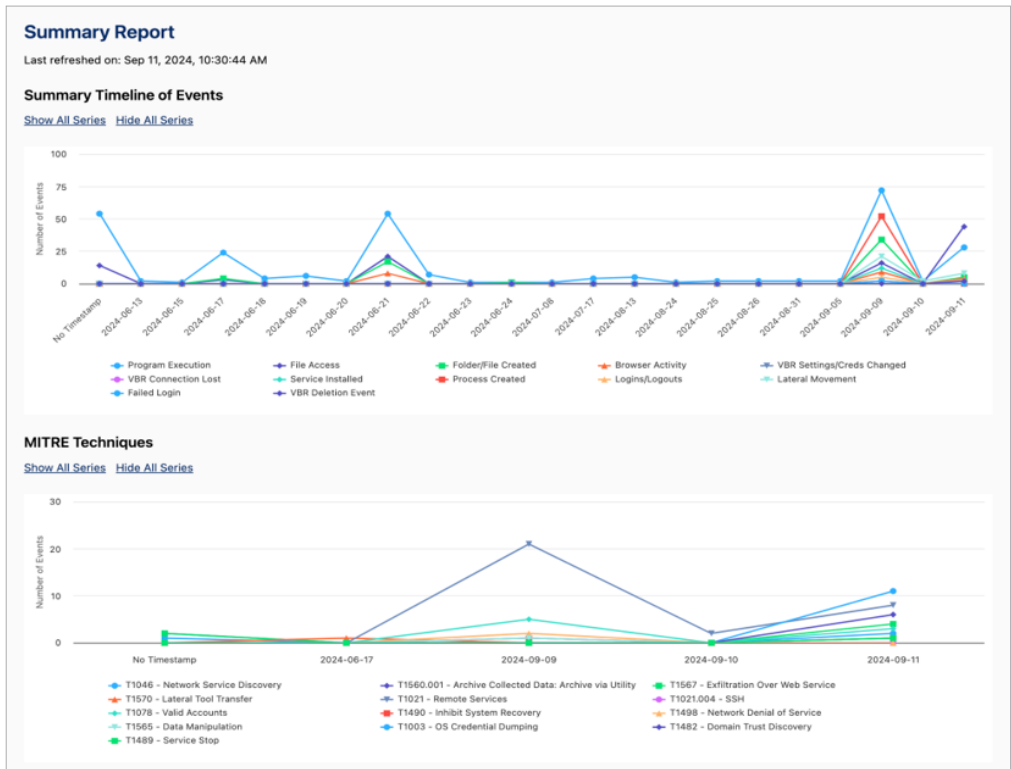 Summary Report
Last refreshed on: Sep 11, 2024, 10:30:44 AM
Summary Timeline of Events
Show All Series Hide All Series
100
75
50
25
0
Number of Events
No Timestamp 2024-06-13 2024-06-15 2024-06-17 2024-06-18 2024-06-19 2024-06-20 2024-06-21 2024-06-22 2024-06-23 2024-06-24 2024-07-08 2024-07-17 2024-08-13 2024-08-24 2024-08-25 2024-08-26 2024-08-31 2024-09-05 2024-09-09 2024-09-10 2024-09-11
Program Execution File Access Folder/File Created Browser Activity VBR Settings/Creds Changed
VBR Connection Lost Service Installed Process Created Logins/Logouts Lateral Movement
Failed Login VBR Deletion Event
MITRE Techniques
Show All Series Hide All Series
30
20
10
0
Number of Events
No Timestamp 2024-06-17 2024-09-09 2024-09-10 2024-09-11
T1046 - Network Service Discovery T1560.001 - Archive Collected Data: Archive via Utility T1567 - Exfiltration Over Web Service
T1570 - Lateral Tool Transfer T1021 - Remote Services T1021.004 - SSH
T1078 - Valid Accounts T1490 - Inhibit System Recovery T1498 - Network Denial of Service
T1565 - Data Manipulation T1003 - OS Credential Dumping T1482 - Domain Trust Discovery
T1489 - Service Stop